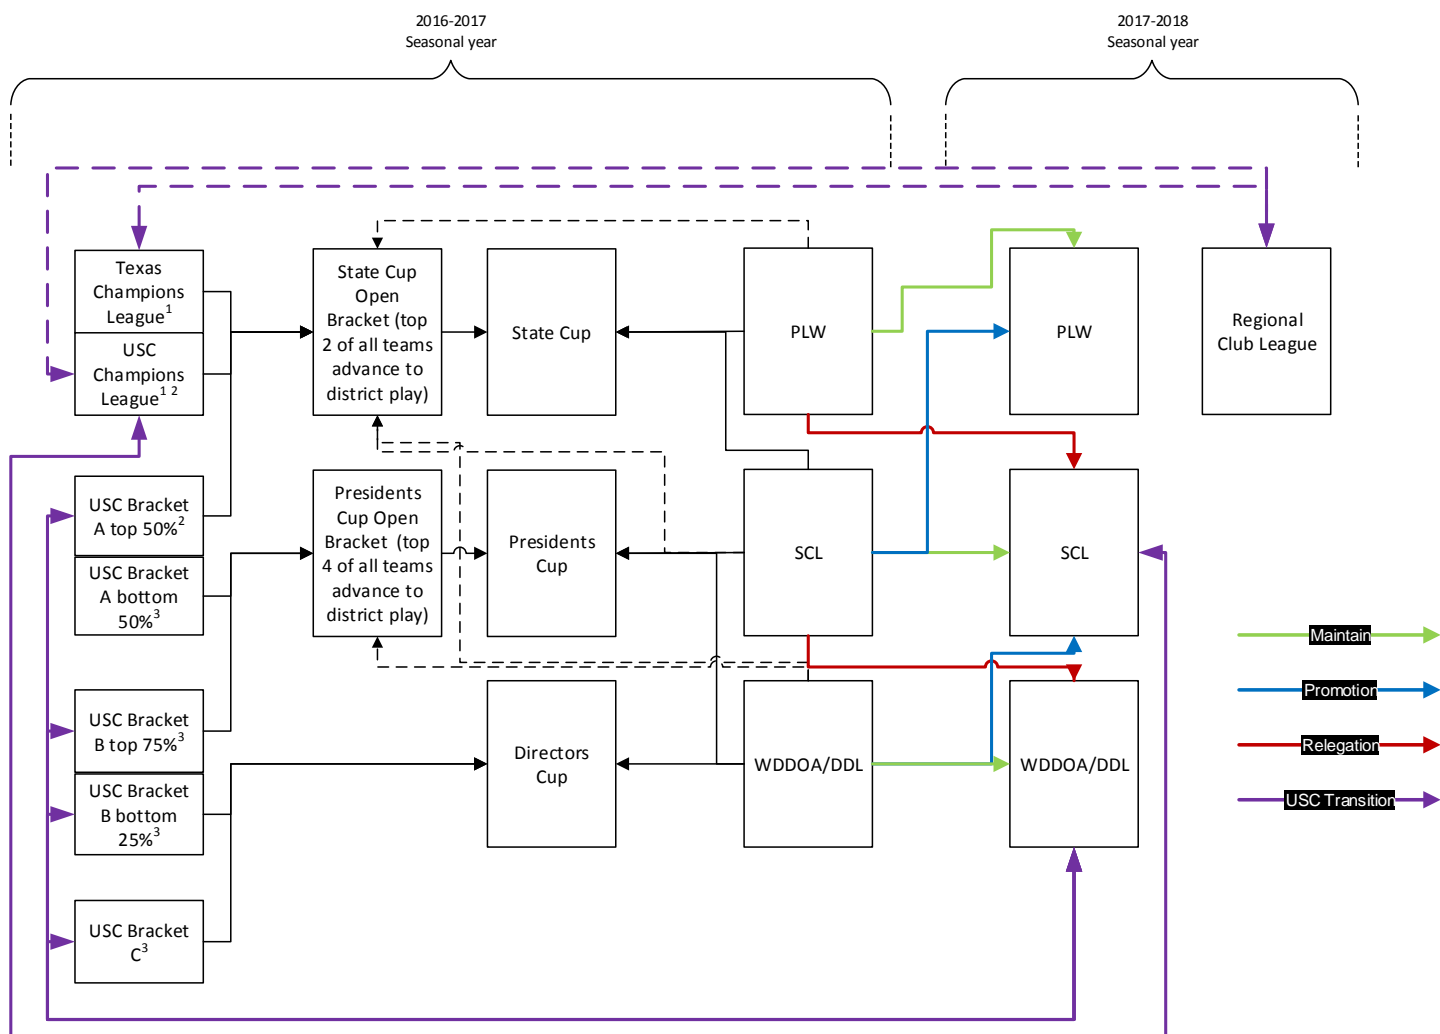 2016-2017
Seasonal year
2017-2018
Seasonal year
Texas
Champions
League1
USC
Champions
League1 2
State Cup
Open
Bracket (top
2 of all teams
advance to
district play)
State Cup
PLW
PLW
Regional
Club League
USC Bracket
A top 50%2
USC Bracket
A bottom
50%3
Presidents
Cup Open
Bracket (top
4 of all teams
advance to
district play)
Presidents
Cup
SCL
SCL
USC Bracket
B top 75%3
USC Bracket
B bottom
25%3
Directors
Cup
WDDOA/DDL
WDDOA/DDL
USC Bracket
C3
Maintain
Promotion
Relegation
USC Transition